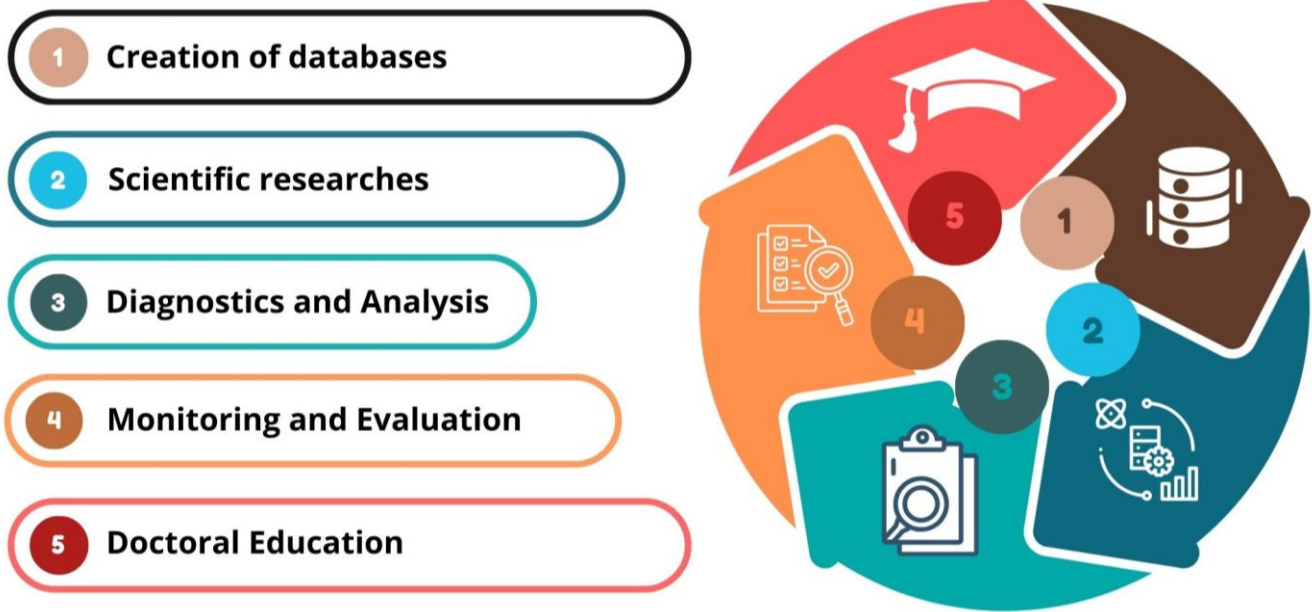 1 Creation of databases
2 Scientific researches
3 Diagnostics and Analysis
4 Monitoring and Evaluation
5 Doctoral Education
5
1
4
2
3